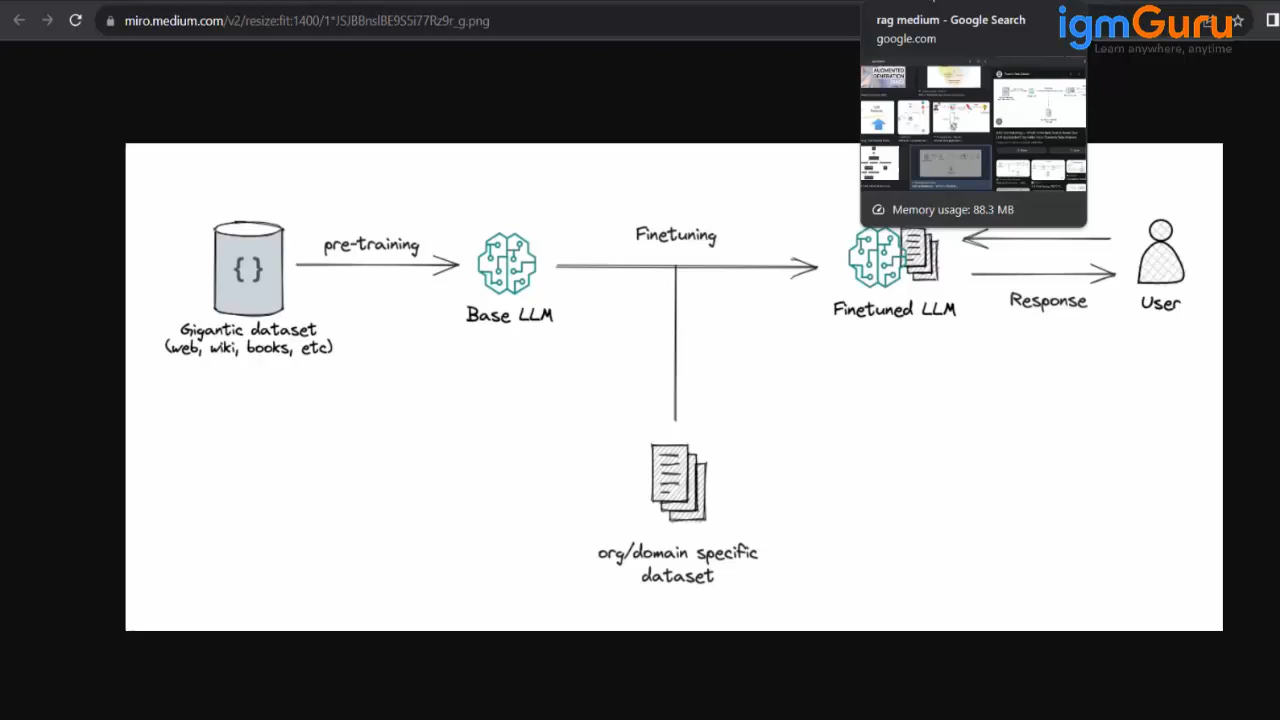 miro.medium.com/v2/resize:fit:1400/1*JSJBBnslBE9S5i77Rz9r_g.png
rag medium - Google Search
google.com
igmGuru
Learn anywhere, anytime
AUGMENTED
GENERATION
Memory usage: 88.3 MB
pre-training
Finetuning
{}
Base LLM
Finetuned LLM
Response
User
Gigantic dataset
(web, wiki, books, etc)
org/domain specific
dataset